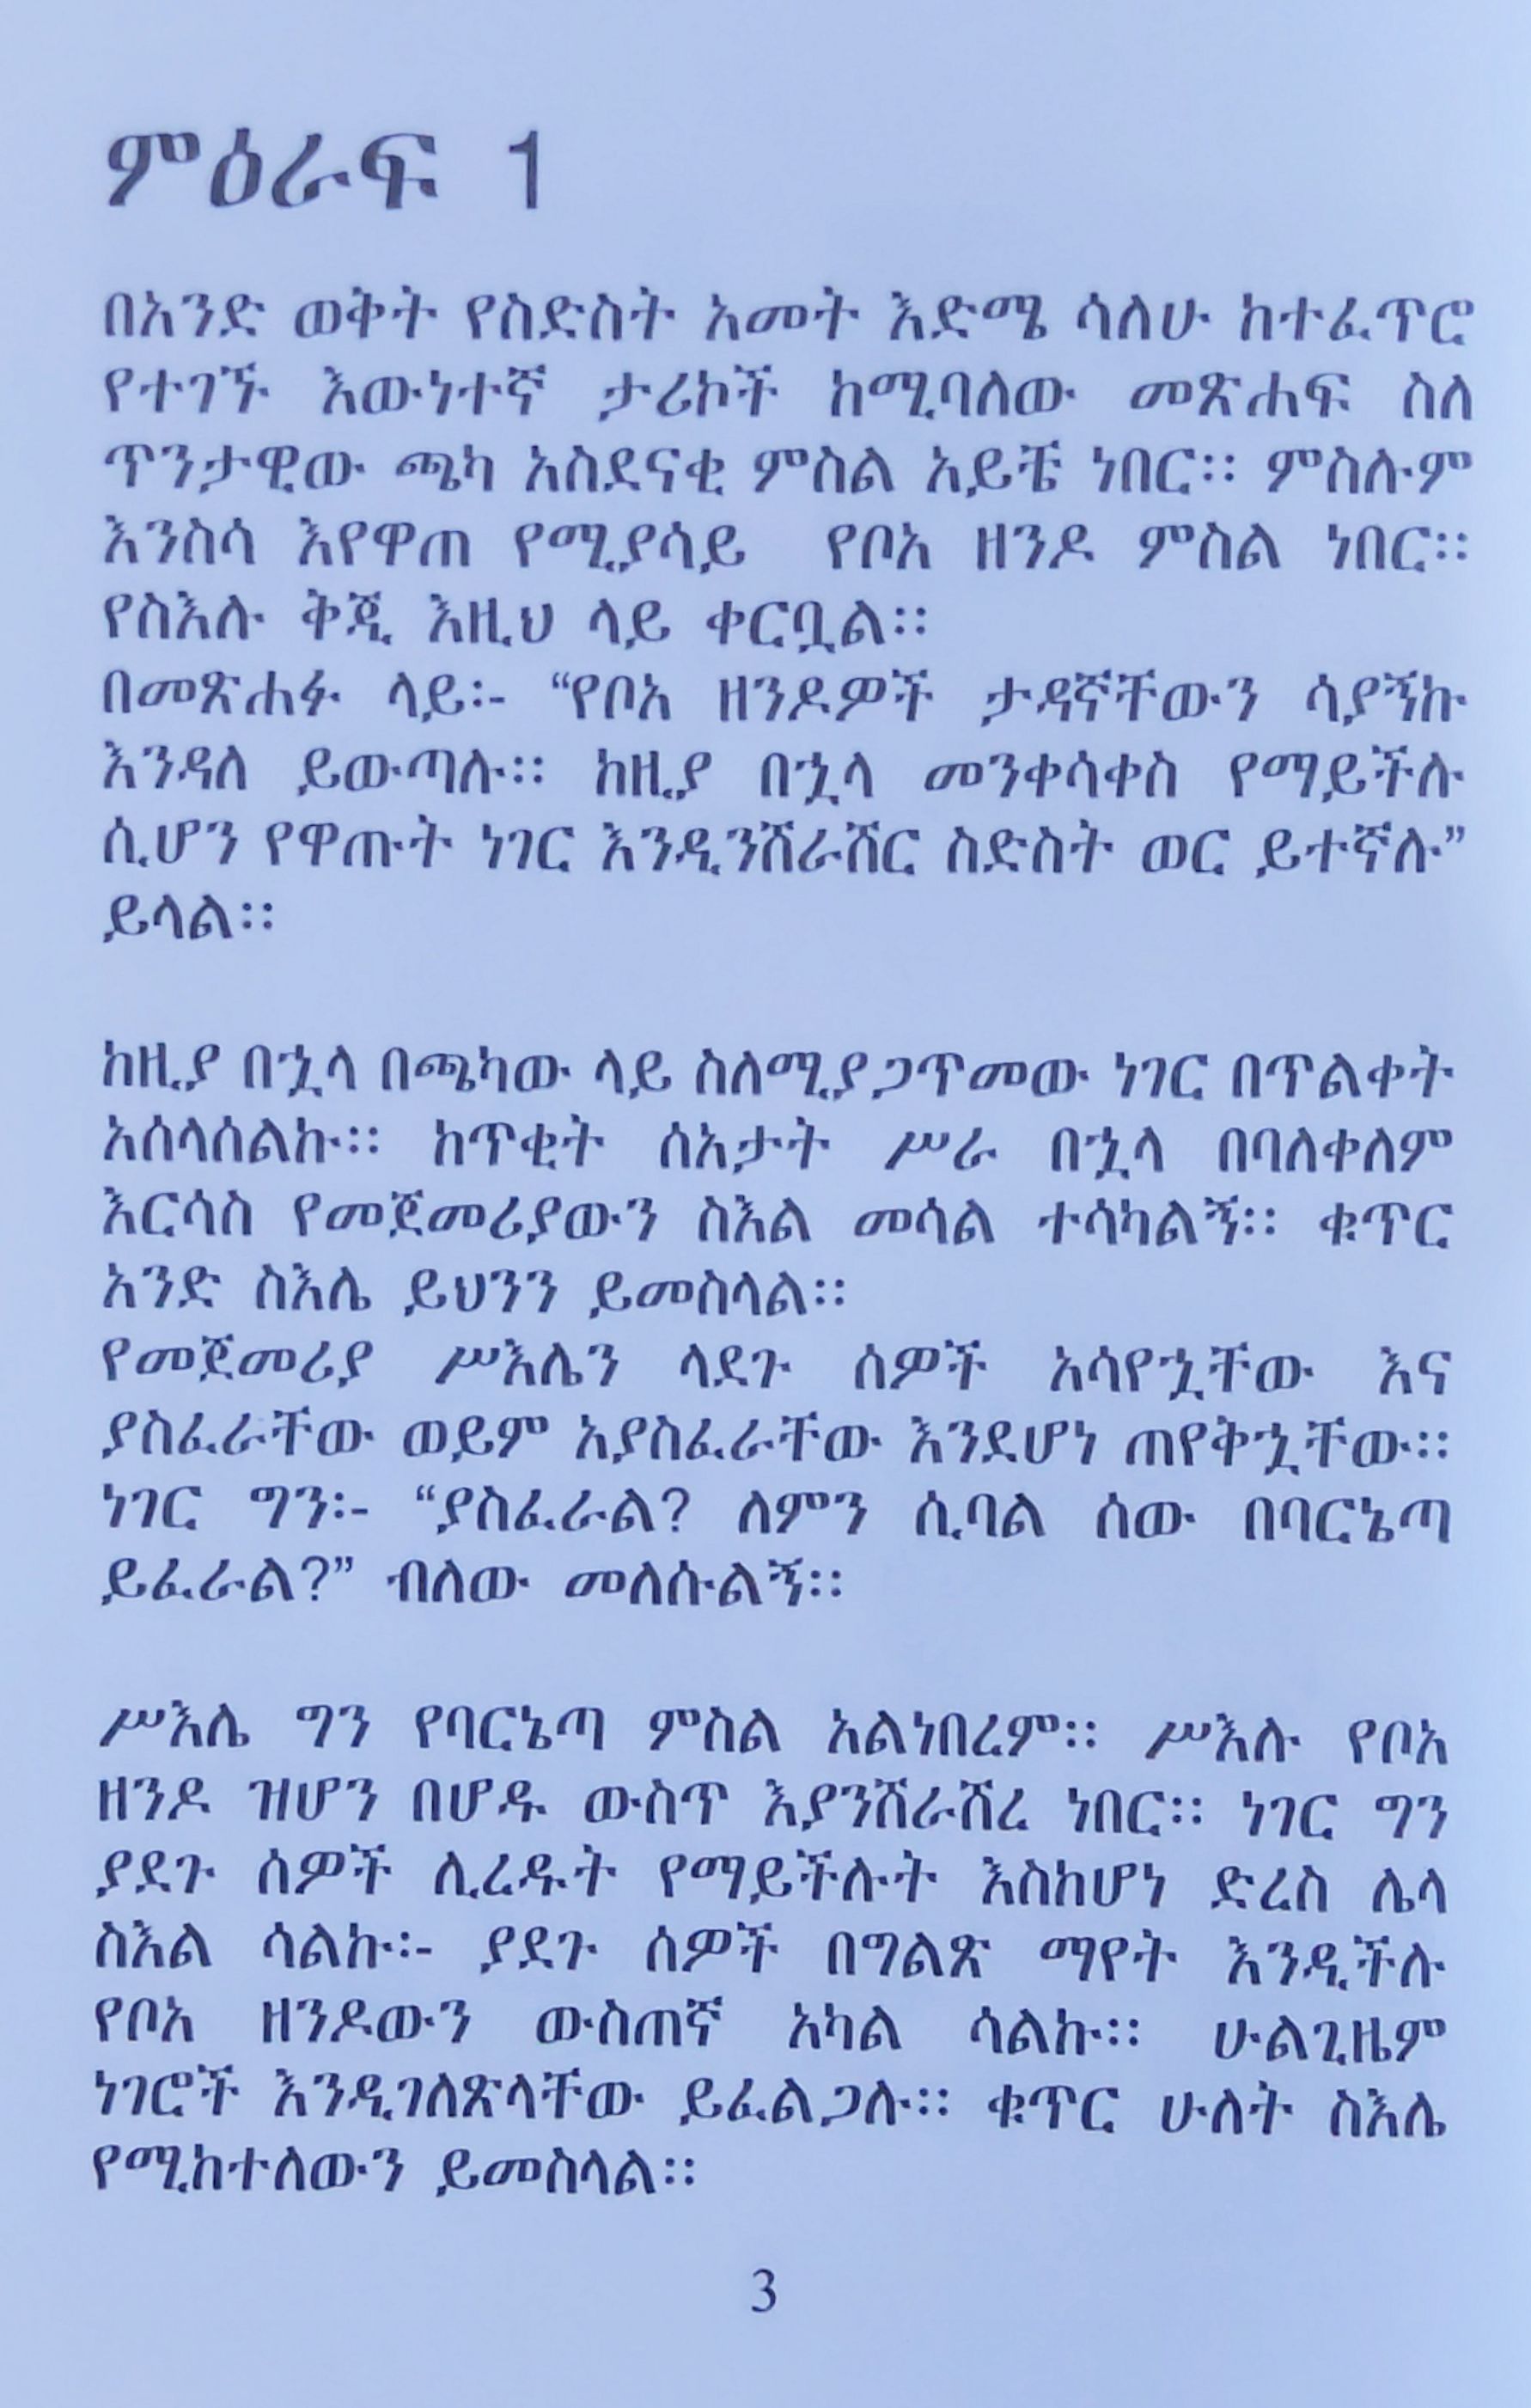 ምዕራፍ 1
በአንድ ወቅት የስድስት አመት እድሜ ሳለሁ ከተፈጥሮ
የተገኙ እውነተኛ ታሪኮች ከሚባለው መጽሐፍ ስለ
ጥንታዊው ጫካ አስደናቂ ምስል አይቼ ነበር፡፡ ምስሉም
እንስሳ እየዋጠ የሚያሳይ የቦአ ዘንዶ ምስል ነበር፡፡
የስእሉ ቅጂ እዚህ ላይ ቀርቧል፡፡
በመጽሐፉ ላይ፡- “የቦአ ዘንዶዎች ታዳኛቸውን ሳያኝኩ
እንዳለ ይውጣሉ፡፡ ከዚያ በኋላ መንቀሳቀስ የማይችሉ
ሲሆን የዋጡት ነገር እንዲንሸራሸር ስድስት ወር ይተኛሉ”
ይላል፡፡
ከዚያ በኋላ በጫካው ላይ ስለሚያጋጥመው ነገር በጥልቀት
አሰላሰልኩ፡፡ ከጥቂት ሰአታት ሥራ በኋላ በባለቀለም
እርሳስ የመጀመሪያውን ስእል መሳል ተሳካልኝ፡፡ ቁጥር
አንድ ስእሌ ይህንን ይመስላል፡፡
የመጀመሪያ ሥእሌን ላደጉ ሰዎች አሳየኋቸው እና
ያስፈራቸው ወይም አያስፈራቸው እንደሆነ ጠየቅኋቸው፡፡
ነገር ግን፡- “ያስፈራል? ለምን ሲባል ሰው በባርኔጣ
ይፈራል?” ብለው መለሱልኝ፡፡
ሥእሌ ግን የባርኔጣ ምስል አልነበረም፡፡ ሥእሉ የቦአ
ዘንዶ ዝሆን በሆዱ ውስጥ እያንሸራሸረ ነበር፡፡ ነገር ግን
ያደጉ ሰዎች ሊረዱት የማይችሉት እስከሆነ ድረስ ሌላ
ስእል ሳልኩ፡- ያደጉ ሰዎች በግልጽ ማየት እንዲችሉ
የቦአ ዘንዶውን ውስጠኛ አካል ሳልኩ፡፡ ሁልጊዜም
ነገሮች እንዲገለጽላቸው ይፈልጋሉ፡፡ ቁጥር ሁለት ስእሌ
የሚከተለውን ይመስላል፡፡
3